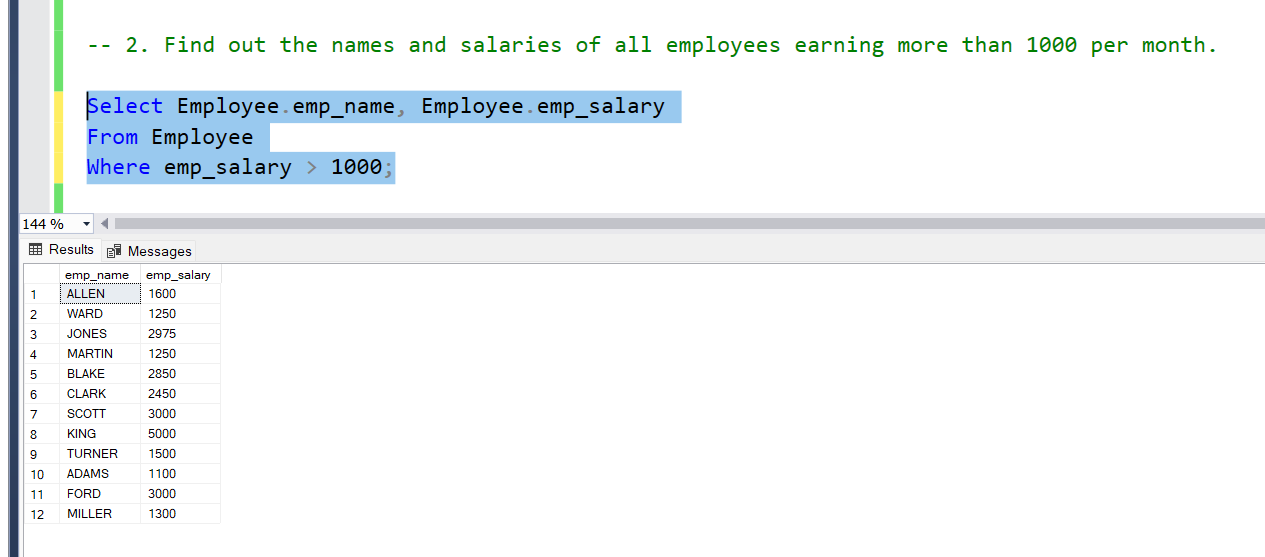 -- 2. Find out the names and salaries of all employees earning more than 1000 per month.
Select Employee.emp_name, Employee.emp_salary
From Employee
Where emp_salary > 1000;
144 %
Results Messages
emp_name emp_salary
1 ALLEN 1600
2 WARD 1250
3 JONES 2975
4 MARTIN 1250
5 BLAKE 2850
6 CLARK 2450
7 SCOTT 3000
8 KING 5000
9 TURNER 1500
10 ADAMS 1100
11 FORD 3000
12 MILLER 1300